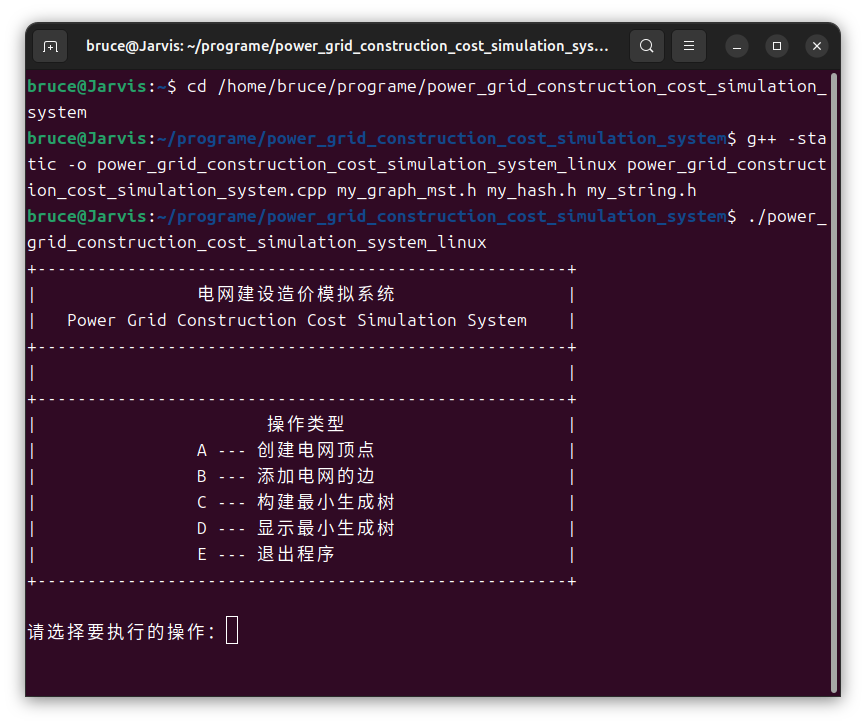 bruce@Jarvis: ~/programe/power_grid_construction_cost_simulation_sys...
bruce@Jarvis:~$ cd /home/bruce/programe/power_grid_construction_cost_simulation_
system
bruce@Jarvis:~/programe/power_grid_construction_cost_simulation_system$ g++ -sta
tic -o power_grid_construction_cost_simulation_system_linux power_grid_construct
ion_cost_simulation_system.cpp my_graph_mst.h my_hash.h my_string.h
bruce@Jarvis:~/programe/power_grid_construction_cost_simulation_system$ ./power_
grid_construction_cost_simulation_system_linux
+-----------------------------------------------------+
| 电网建设造价模拟系统 |
| Power Grid Construction Cost Simulation System |
+-----------------------------------------------------+
| |
+-----------------------------------------------------+
| 操作类型 |
| A --- 创建电网顶点 |
| B --- 添加电网的边 |
| C --- 构建最小生成树 |
| D --- 显示最小生成树 |
| E --- 退出程序 |
+-----------------------------------------------------+
请选择要执行的操作：